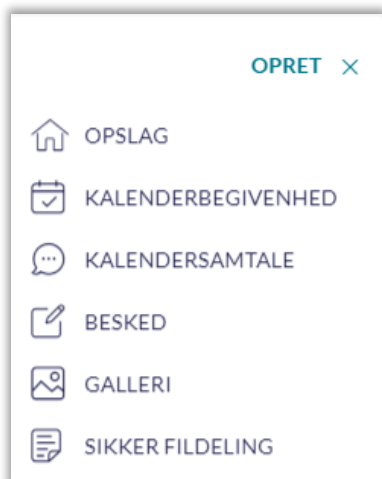 OPRET
OPSLAG
KALENDERBEGIVENHED
KALENDERSAMTALE
BESKED
GALLERI
SIKKER FILDELING